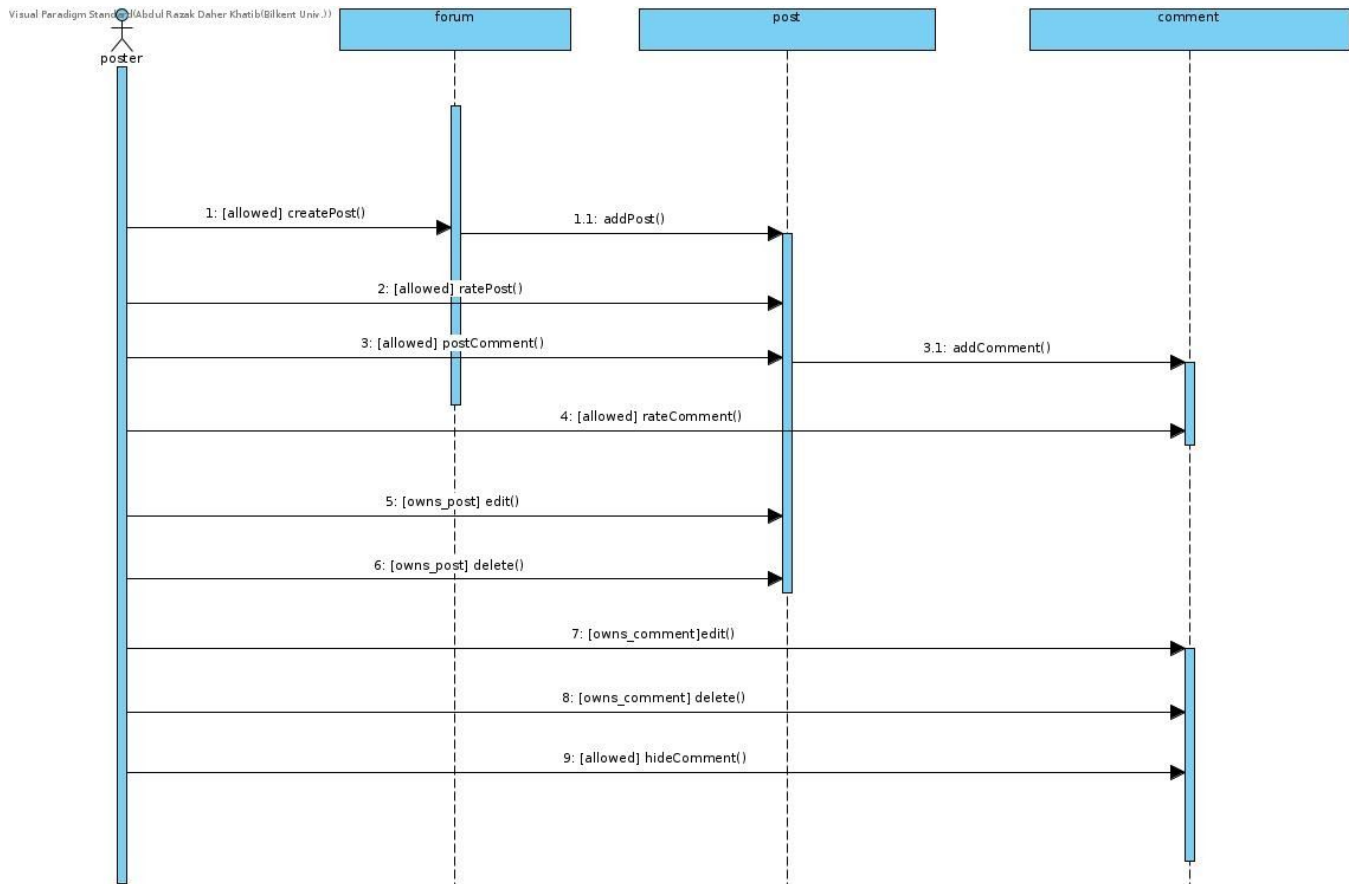 Visual Paradigm Standard(Abdul Razak Daher Khatib(Bilkent Univ.))
forum
post
comment
poster
1: [allowed] createPost()
1.1: addPost()
2: [allowed] ratePost()
3: [allowed] postComment()
3.1: addComment()
4: [allowed] rateComment()
5: [owns_post] edit()
6: [owns_post] delete()
7: [owns_comment]edit()
8: [owns_comment] delete()
9: [allowed] hideComment()